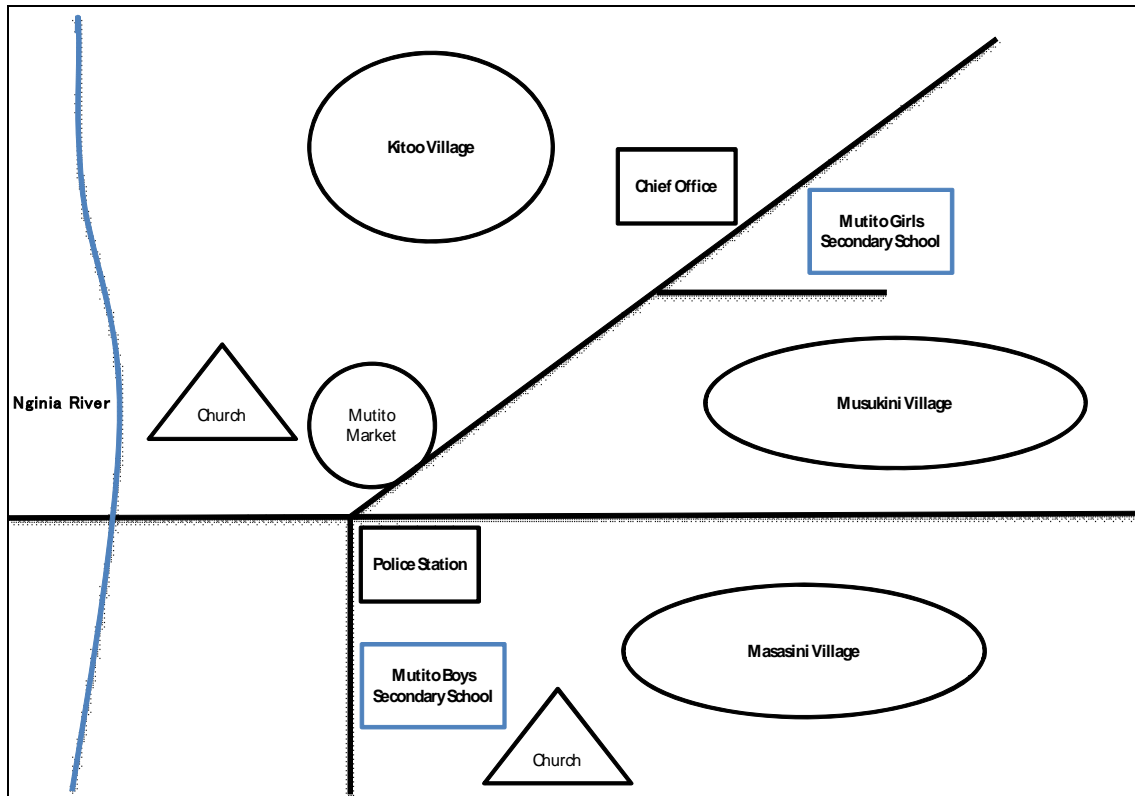 Kitoo Village
Chief Office
Mutito Girls
Secondary School
Nginia River
Church
Mutito
Market
Musukini Village
Police Station
Masasini Village
Mutito Boys
Secondary School
Church